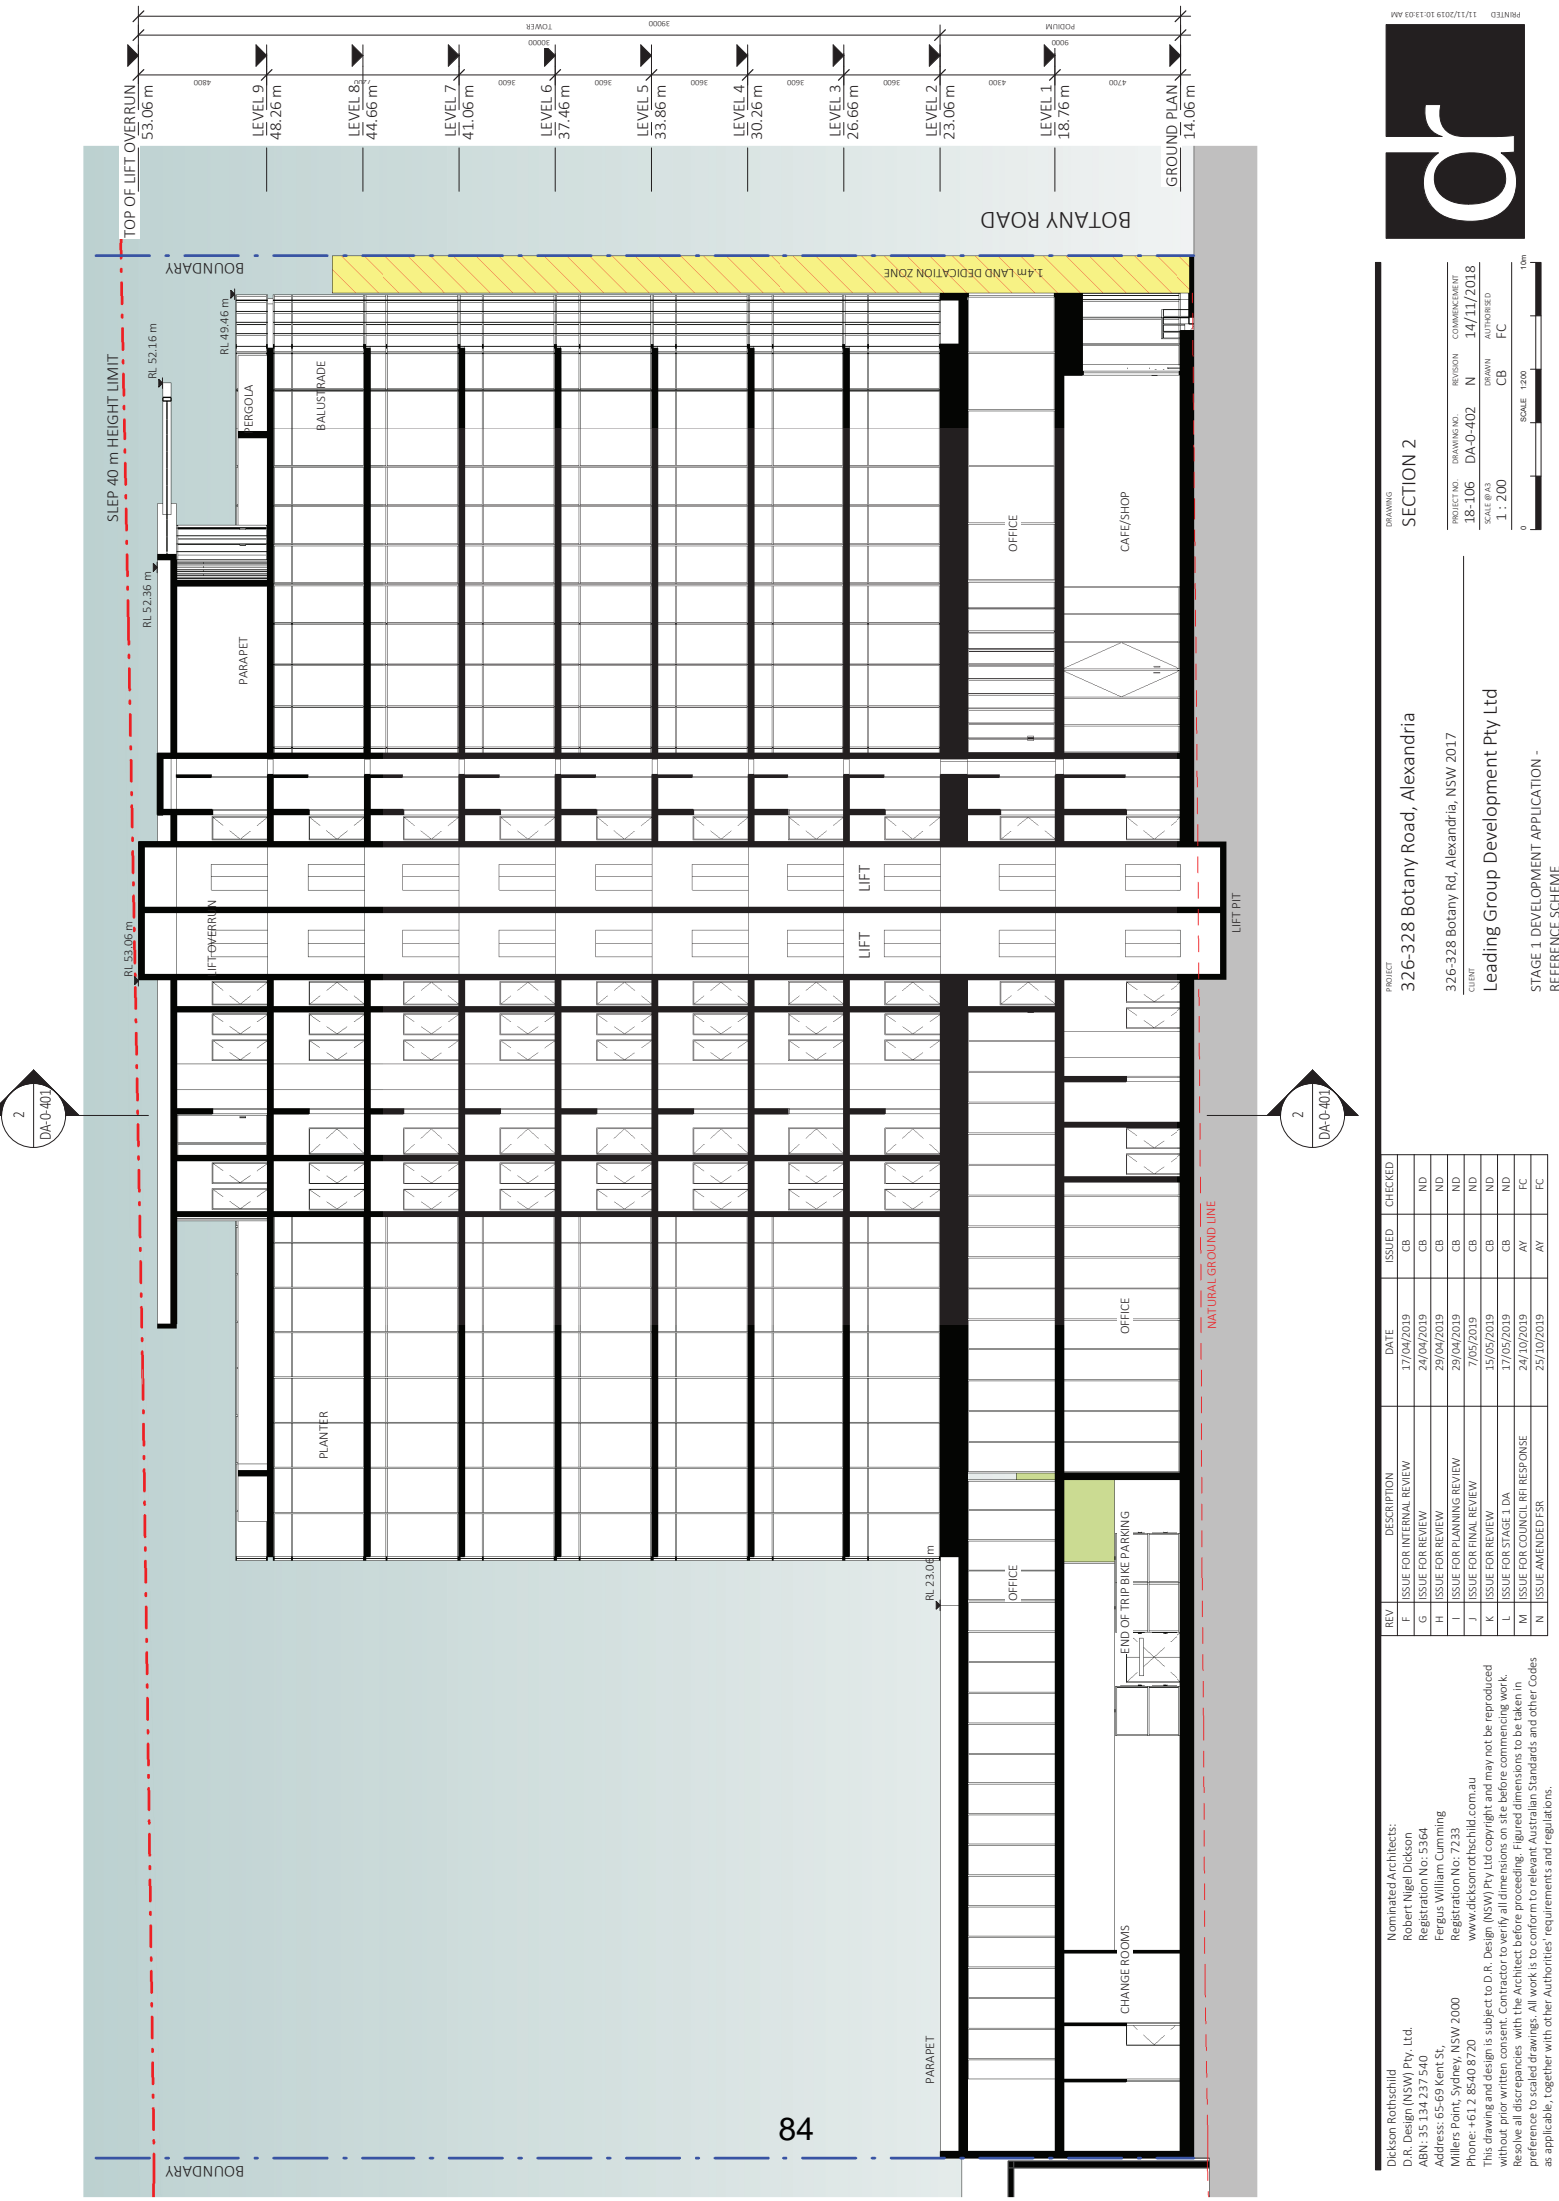 SLEP 40 m HEIGHT LIMIT
TOP OF LIFT OVERRUN
53.06 m
LEVEL 9
48.26 m
LEVEL 8
44.66 m
LEVEL 7
41.06 m
LEVEL 6
37.46 m
LEVEL 5
33.86 m
LEVEL 4
30.26 m
LEVEL 3
26.66 m
LEVEL 2
23.06 m
LEVEL 1
18.76 m
GROUND PLAN
14.06 m
4800
3600
3600
3600
3600
3600
4300
4700
30000
TOWER
9000
PODIUM
39000
BOTANY ROAD
BOUNDARY
BOUNDARY
1.4m LAND DEDICATION ZONE
RL 52.16 m
RL 49.46 m
RL 52.36 m
RL 53.06 m
RL 23.06 m
PERGOLA
BALUSTRADE
PARAPET
LIFT OVERRUN
LIFT
LIFT
LIFT PIT
PLANTER
OFFICE
CAFE/SHOP
OFFICE
OFFICE
END OF TRIP BIKE PARKING
CHANGE ROOMS
PARAPET
NATURAL GROUND LINE
2
DA-0-401
2
DA-0-401
84
Dickson Rothschild
D.R. Design (NSW) Pty. Ltd.
ABN: 35 134 237 540
Address: 65-69 Kent St,
Millers Point, Sydney, NSW 2000
Phone: +61 2 8540 8720
Nominated Architects:
Robert Nigel Dickson
Registration No: 5364
Fergus William Cumming
Registration No: 7233
www.dicksonrothschild.com.au
This drawing and design is subject to D.R. Design (NSW) Pty Ltd copyright and may not be reproduced
without prior written consent. Contractor to verify all dimensions on site before commencing work.
Resolve all discrepancies with the Architect before proceeding. Figured dimensions to be taken in
preference to scaled drawings. All work is to conform to relevant Australian Standards and other Codes
as applicable, together with other Authorities' requirements and regulations.
REV DESCRIPTION DATE ISSUED CHECKED
F ISSUE FOR INTERNAL REVIEW 17/04/2019 CB
G ISSUE FOR REVIEW 24/04/2019 CB ND
H ISSUE FOR REVIEW 29/04/2019 CB ND
I ISSUE FOR PLANNING REVIEW 29/04/2019 CB ND
J ISSUE FOR FINAL REVIEW 7/05/2019 CB ND
K ISSUE FOR REVIEW 15/05/2019 CB ND
L ISSUE FOR STAGE 1 DA 17/05/2019 CB ND
M ISSUE FOR COUNCIL RFI RESPONSE 24/10/2019 AY FC
N ISSUE AMENDED FSR 25/10/2019 AY FC
PROJECT
326-328 Botany Road, Alexandria
326-328 Botany Rd, Alexandria, NSW 2017
CLIENT
Leading Group Development Pty Ltd
STAGE 1 DEVELOPMENT APPLICATION -
REFERENCE SCHEME
DRAWING
SECTION 2
PROJECT NO. DRAWING NO. REVISION COMMENCEMENT
18-106 DA-0-402 N 14/11/2018
SCALE @ A3 DRAWN AUTHORISED
1 : 200 CB FC
0 SCALE 1:200 10m
dr
PRINTED 11/11/2019 10:13:03 AM